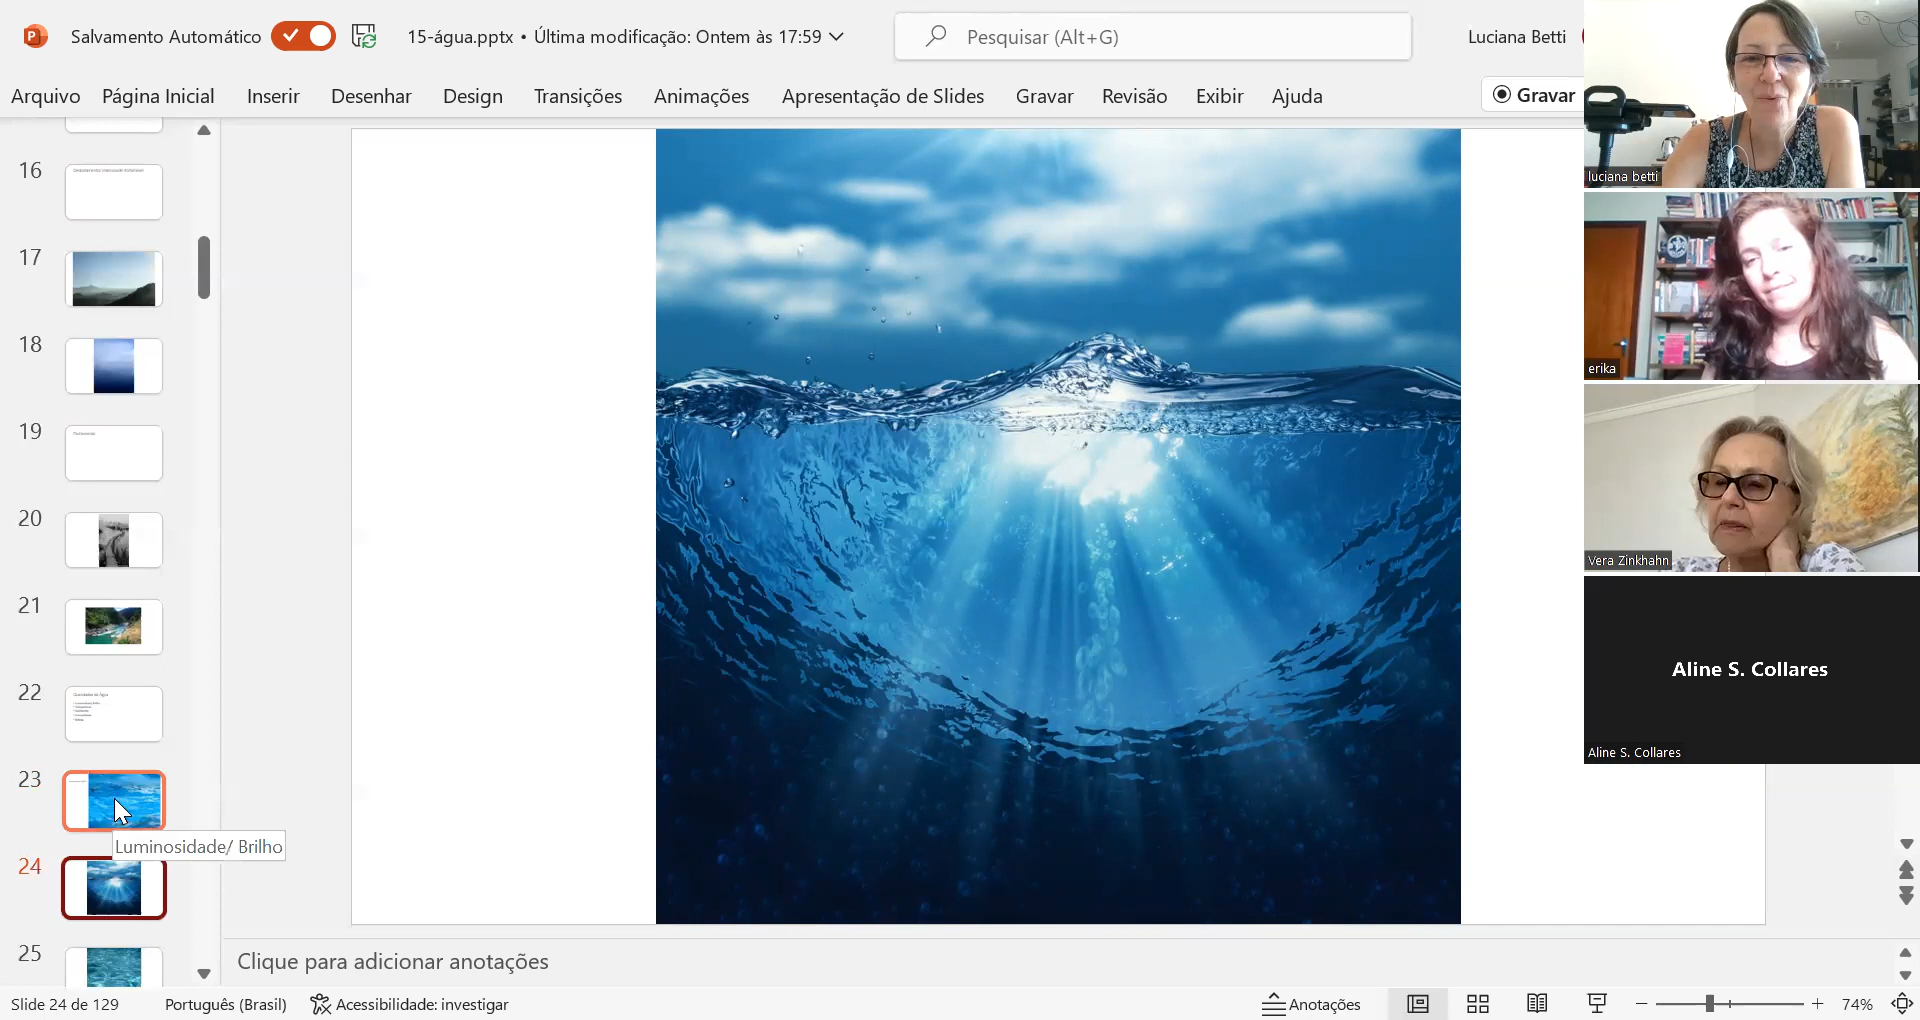 Salvamento Automático
15-água.pptx • Última modificação: Ontem às 17:59
Pesquisar (Alt+G)
Luciana Betti
Arquivo Página Inicial Inserir Desenhar Design Transições Animações Apresentação de Slides Gravar Revisão Exibir Ajuda
Gravar
16
17
18
19
20
21
22
23
Luminosidade/ Brilho
24
25
luciana betti
erika
Vera Zinkhahn
Aline S. Collares
Aline S. Collares
Clique para adicionar anotações
Slide 24 de 129 Português (Brasil) Acessibilidade: investigar Anotações 74%